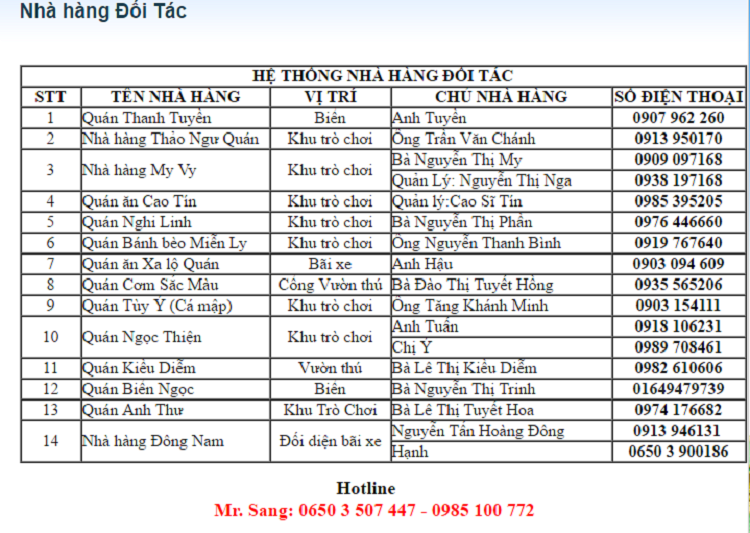 Nhà hàng Đối Tác
HỆ THỐNG NHÀ HÀNG ĐỐI TÁC
STT TÊN NHÀ HÀNG VỊ TRÍ CHỦ NHÀ HÀNG SỐ ĐIỆN THOẠI
1 Quán Thanh Tuyền Biển Anh Tuyền 0907 962 260
2 Nhà hàng Thảo Ngư Quán Khu trò chơi Ông Trần Văn Chánh 0913 950170
3 Nhà hàng My Vy Khu trò chơi Bà Nguyễn Thị My 0909 097168
Quản Lý: Nguyễn Thị Nga 0938 197168
4 Quán ăn Cao Tín Khu trò chơi Quản lý:Cao Sĩ Tín 0985 395205
5 Quán Nghi Linh Khu trò chơi Bà Nguyễn Thị Phấn 0976 446660
6 Quán Bánh bèo Miễn Ly Khu trò chơi Ông Nguyễn Thanh Bình 0919 767640
7 Quán ăn Xa lộ Quán Bãi xe Anh Hậu 0903 094 609
8 Quán Cơm Sắc Màu Cổng Vườn thú Bà Đào Thị Tuyết Hồng 0935 565206
9 Quán Tùy Ý (Cá mập) Khu trò chơi Ông Tăng Khánh Minh 0903 154111
10 Quán Ngọc Thiện Khu trò chơi Anh Tuấn 0918 106231
Chị Ý 0989 708461
11 Quán Kiều Diễm Vườn thú Bà Lê Thị Kiều Diễm 0982 610606
12 Quán Biển Ngọc Biển Bà Nguyễn Thị Trinh 01649479739
13 Quán Anh Thư Khu Trò Chơi Bà Lê Thị Tuyết Hoa 0974 176682
14 Nhà hàng Đông Nam Đối diện bãi xe Nguyễn Tấn Hoàng Đông 0913 946131
Hạnh 0650 3 900186
Hotline
Mr. Sang: 0650 3 507 447 - 0985 100 772